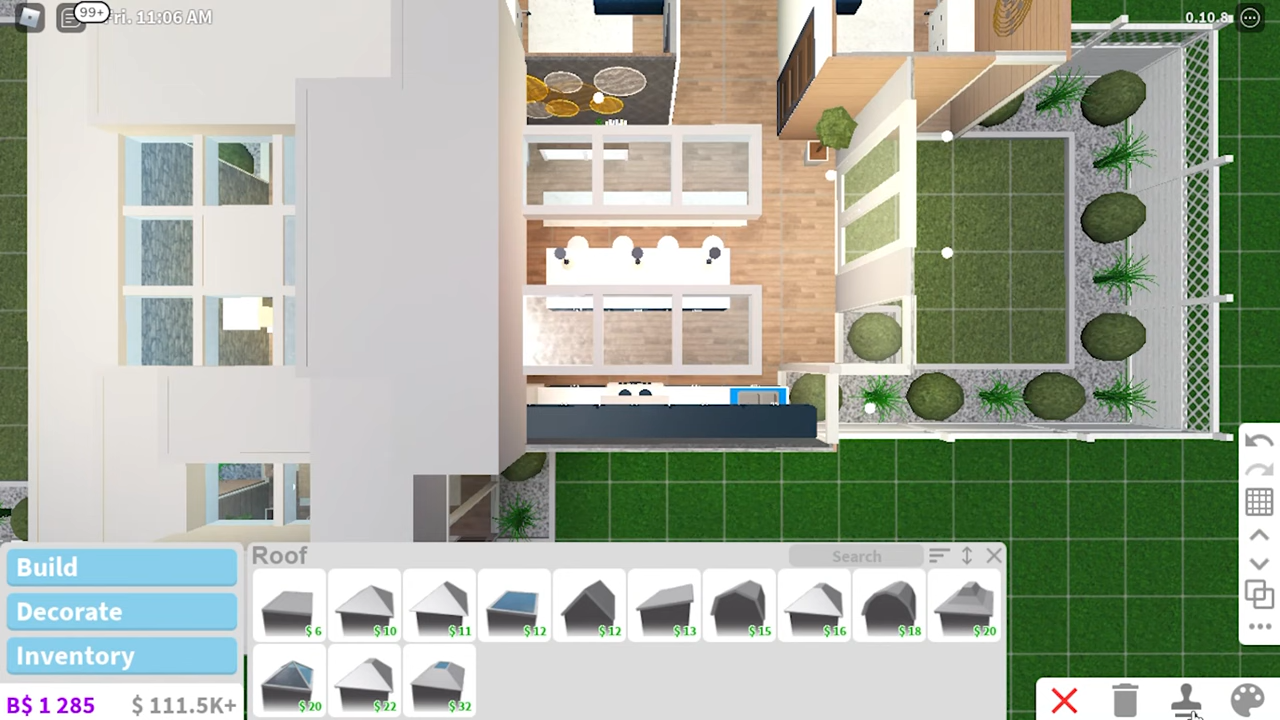 99+
Fri. 11:06 AM
0.10.8
Roof
Search
Build
Decorate
Inventory
B$ 1 285
$ 111.5K+
$ 6
$ 10
$ 11
$ 12
$ 12
$ 13
$ 15
$ 16
$ 18
$ 20
$ 20
$ 22
$ 32